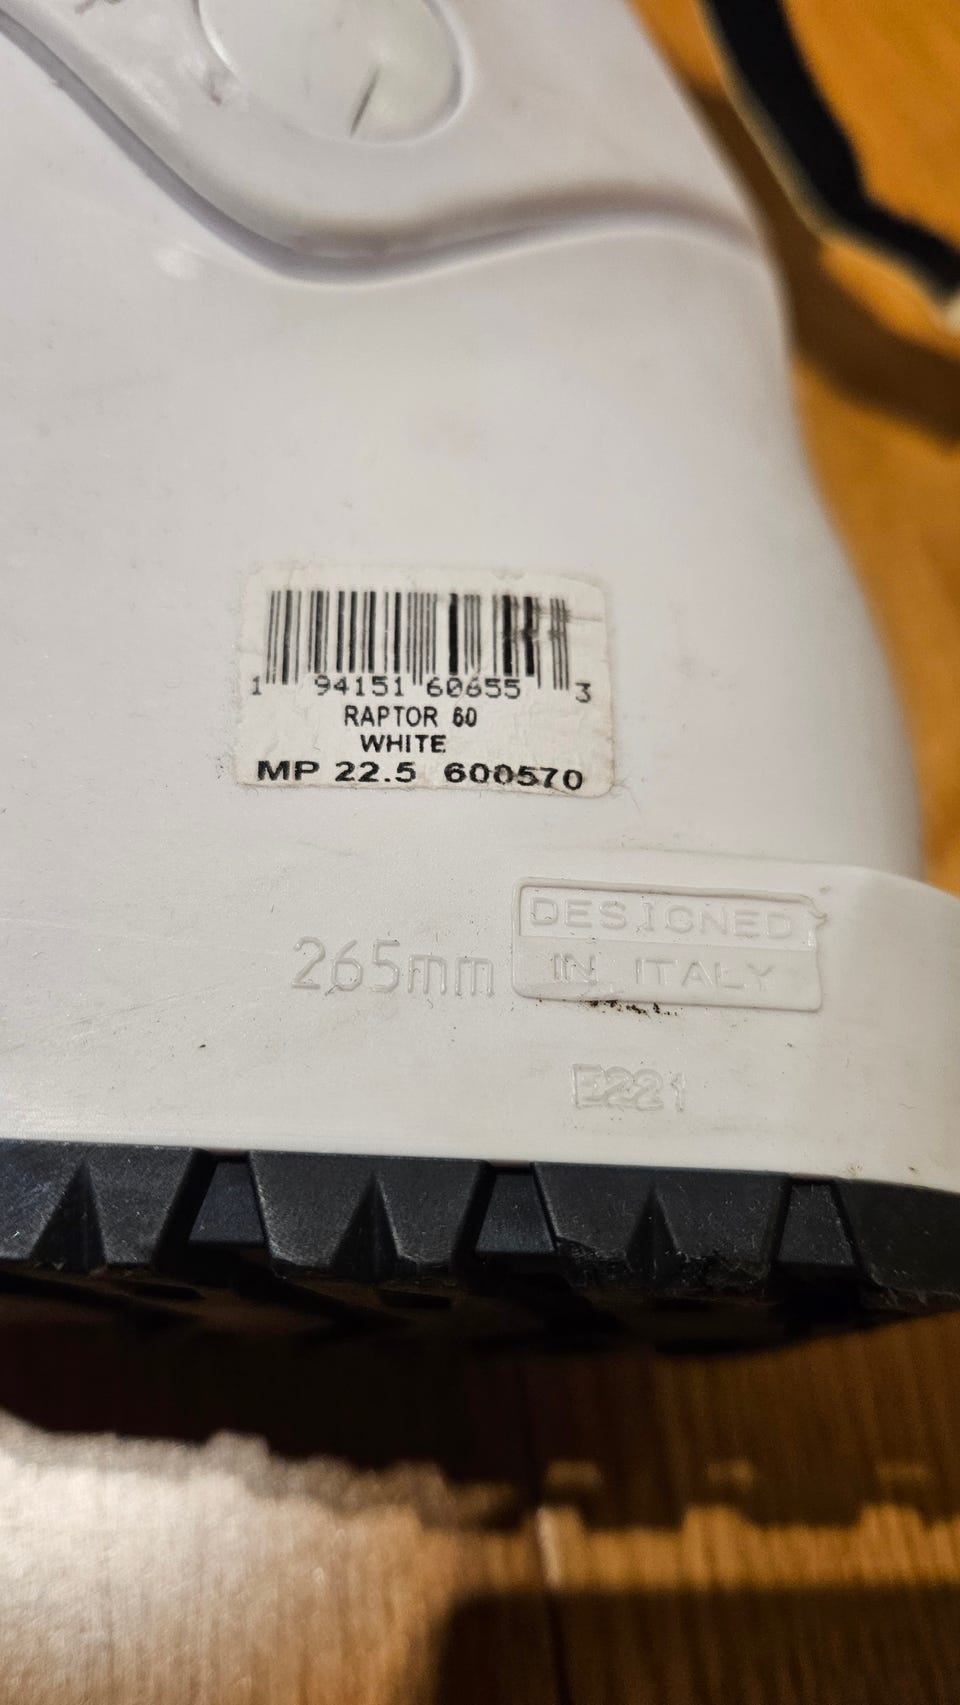 1 94151 60655 3
RAPTOR 60
WHITE
MP 22.5 600570
265mm
DESIGNED
IN ITALY
E221